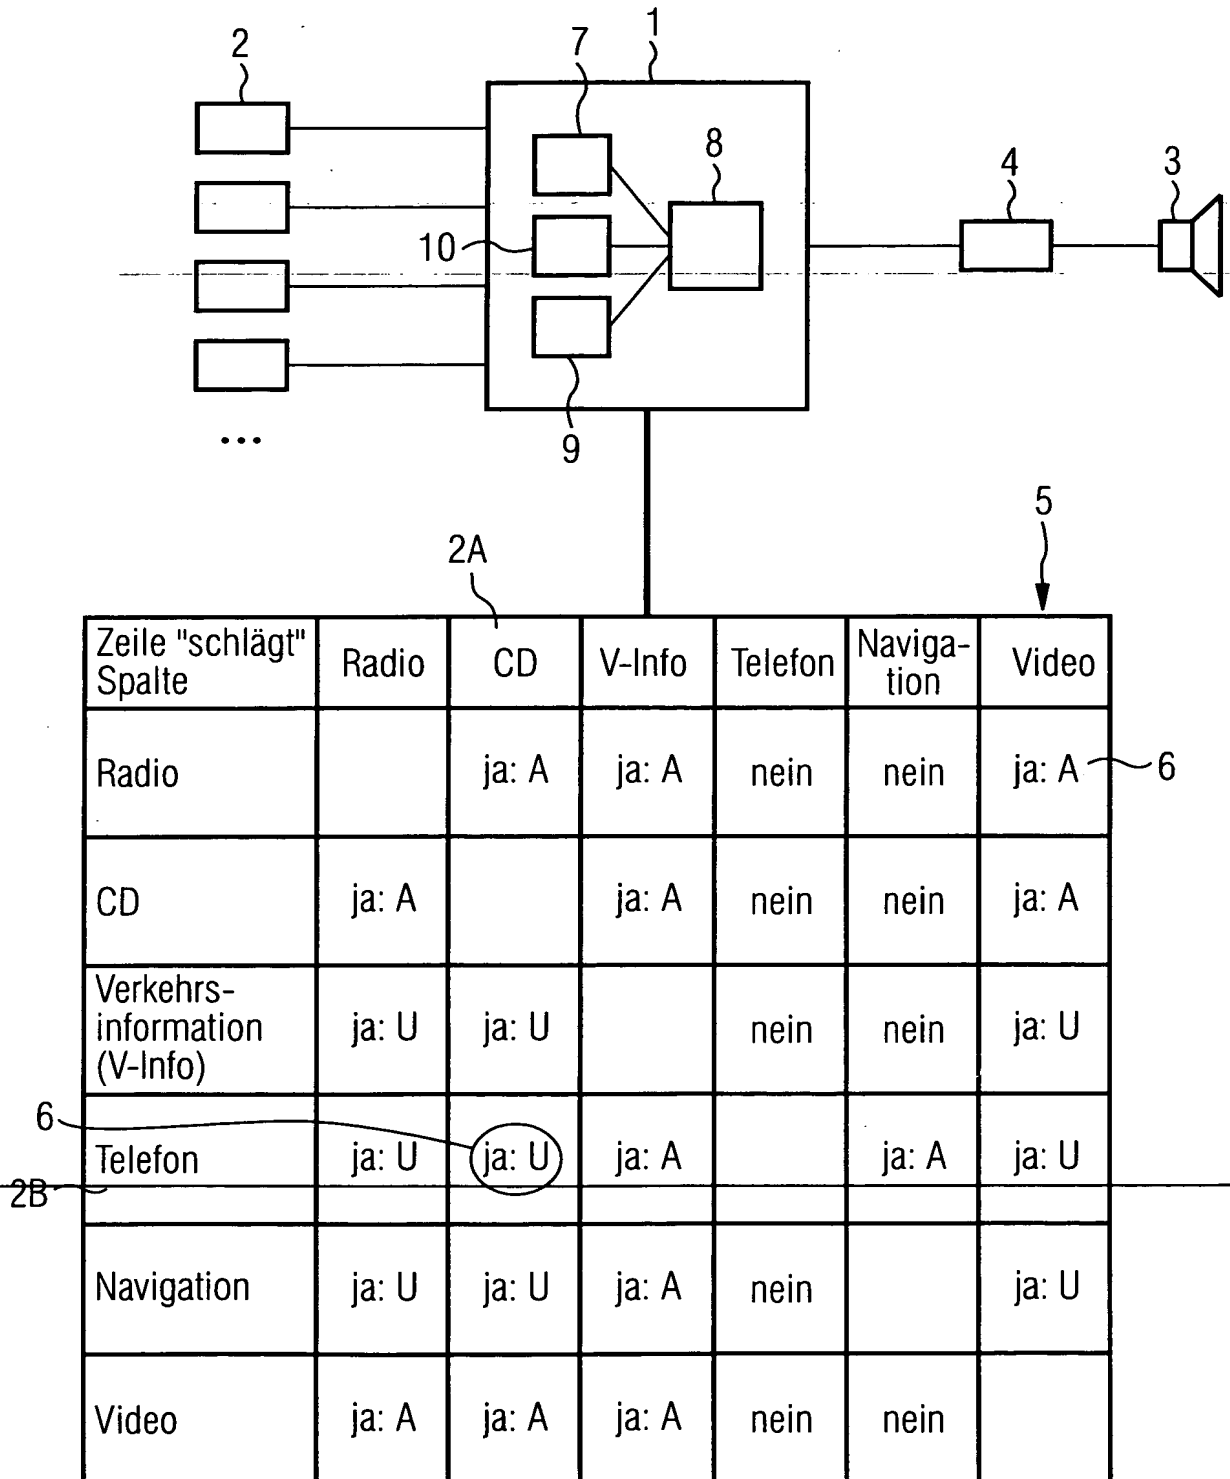 1
2
7
8
4
3
10
9
...
5
2A
Zeile "schlägt"
Spalte
Radio
CD
V-Info
Telefon
Naviga-
tion
Video
Radio
ja: A
ja: A
nein
nein
ja: A
6
CD
ja: A
ja: A
nein
nein
ja: A
Verkehrs-
information
(V-Info)
ja: U
ja: U
nein
nein
ja: U
6
Telefon
ja: U
ja: U
ja: A
ja: A
ja: U
2B
Navigation
ja: U
ja: U
ja: A
nein
ja: U
Video
ja: A
ja: A
ja: A
nein
nein